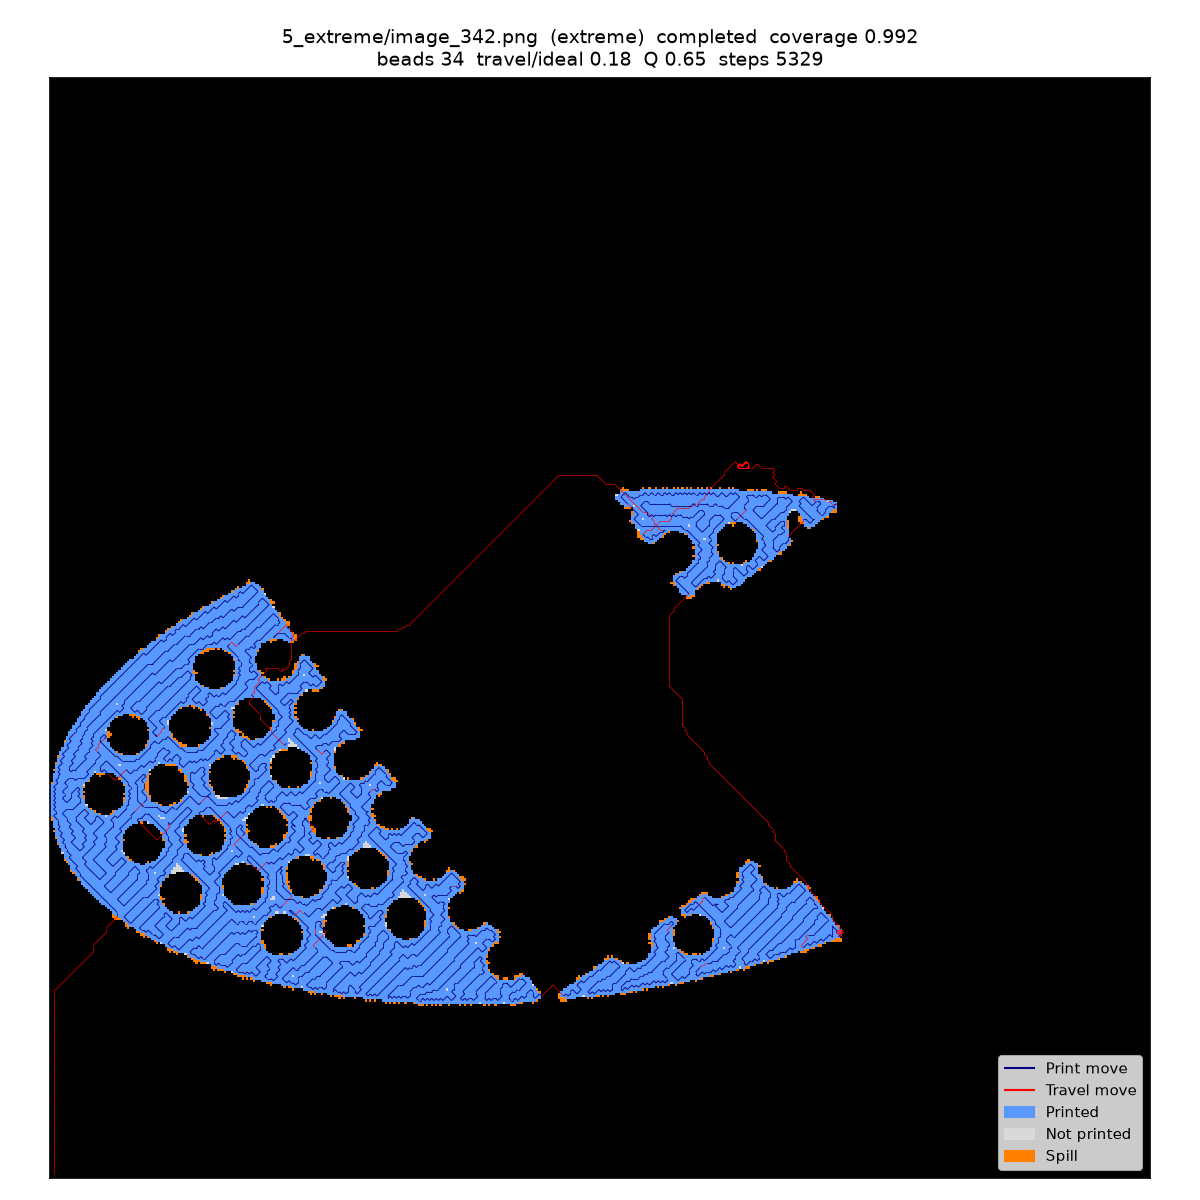 5_extreme/image_342.png  (extreme)  completed  coverage 0.992
beads 34  travel/ideal 0.18  Q 0.65  steps 5329
Print move
Travel move
Printed
Not printed
Spill